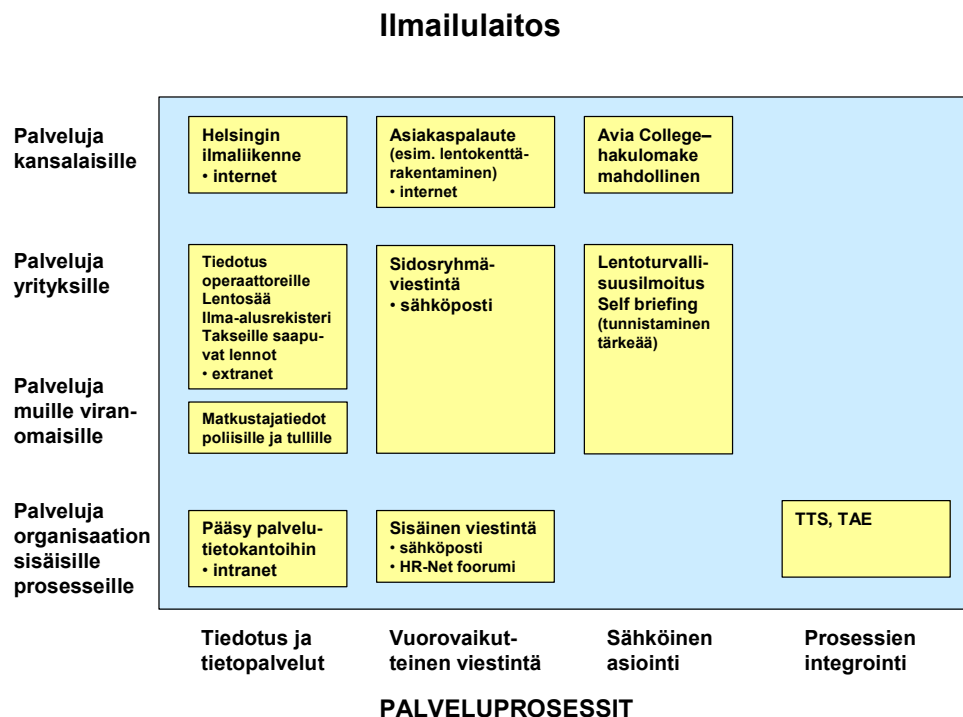 Ilmailulaitos
Palveluja
kansalaisille
Helsingin
ilmaliikenne
• internet
Asiakaspalaute
(esim. lentokenttä-
rakentaminen)
• internet
Avia College–
hakulomake
mahdollinen
Palveluja
yrityksille
Tiedotus
operaattoreille
Lentosää
Ilma-alusrekisteri
Takseille saapu-
vat lennot
• extranet
Sidosryhmä-
viestintä
• sähköposti
Lentoturvalli-
suusilmoitus
Self briefing
(tunnistaminen
tärkeää)
Palveluja
muille viran-
omaisille
Matkustajatiedot
poliisille ja tullille
Palveluja
organisaation
sisäisille
prosesseille
Pääsy palvelu-
tietokantoihin
• intranet
Sisäinen viestintä
• sähköposti
• HR-Net foorumi
TTS, TAE
Tiedotus ja
tietopalvelut
Vuorovaikut-
teinen viestintä
Sähköinen
asiointi
Prosessien
integrointi
PALVELUPROSESSIT